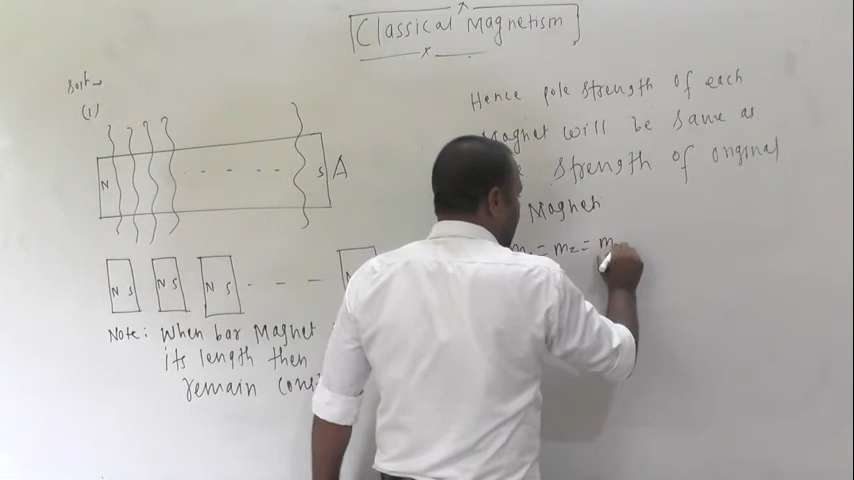 Classical Magnetism
Solⁿ→
(1)
N S A
N S N S N S - - - N
Note: When bar Magnet
its length then
remain cons
Hence pole strength of each
Magnet will be same as
strength of original
Magnet
m₁ = m₂ = m